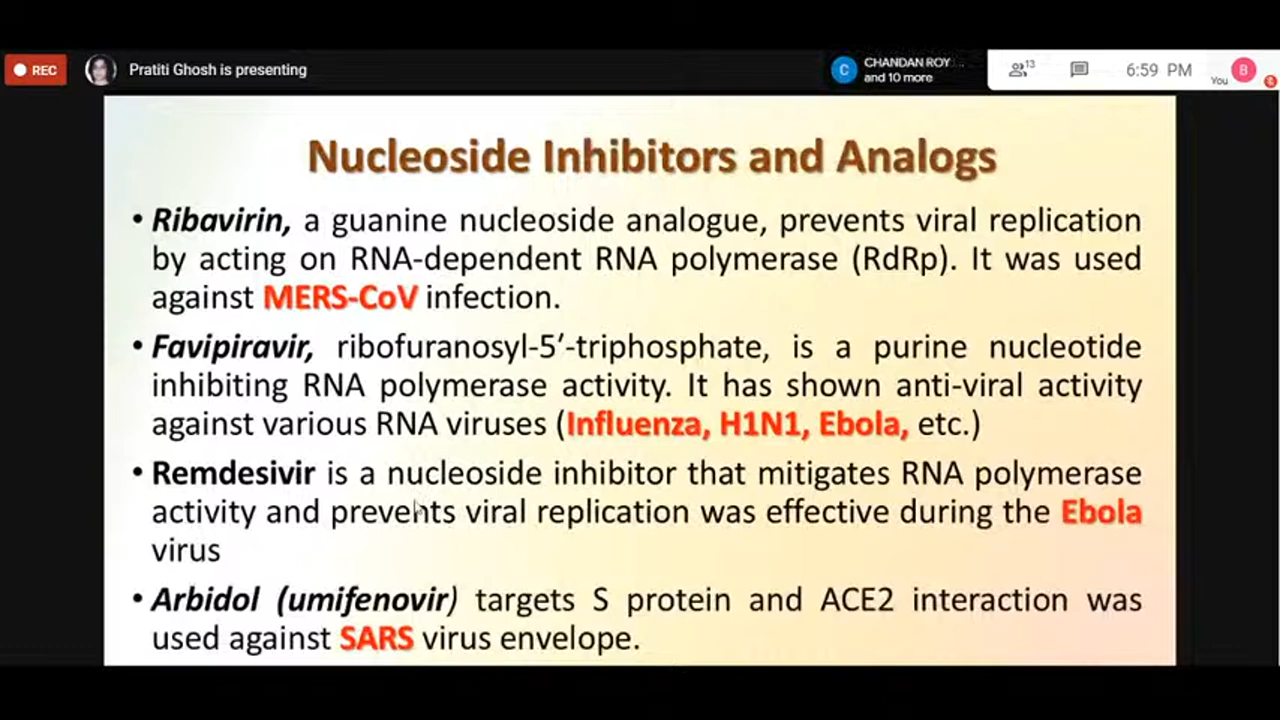 REC
Pratiti Ghosh is presenting
C
CHANDAN ROY ...
and 10 more
13
6:59 PM
You
B
Nucleoside Inhibitors and Analogs
• Ribavirin, a guanine nucleoside analogue, prevents viral replication
by acting on RNA-dependent RNA polymerase (RdRp). It was used
against MERS-CoV infection.
• Favipiravir, ribofuranosyl-5′-triphosphate, is a purine nucleotide
inhibiting RNA polymerase activity. It has shown anti-viral activity
against various RNA viruses (Influenza, H1N1, Ebola, etc.)
• Remdesivir is a nucleoside inhibitor that mitigates RNA polymerase
activity and prevents viral replication was effective during the Ebola
virus
• Arbidol (umifenovir) targets S protein and ACE2 interaction was
used against SARS virus envelope.